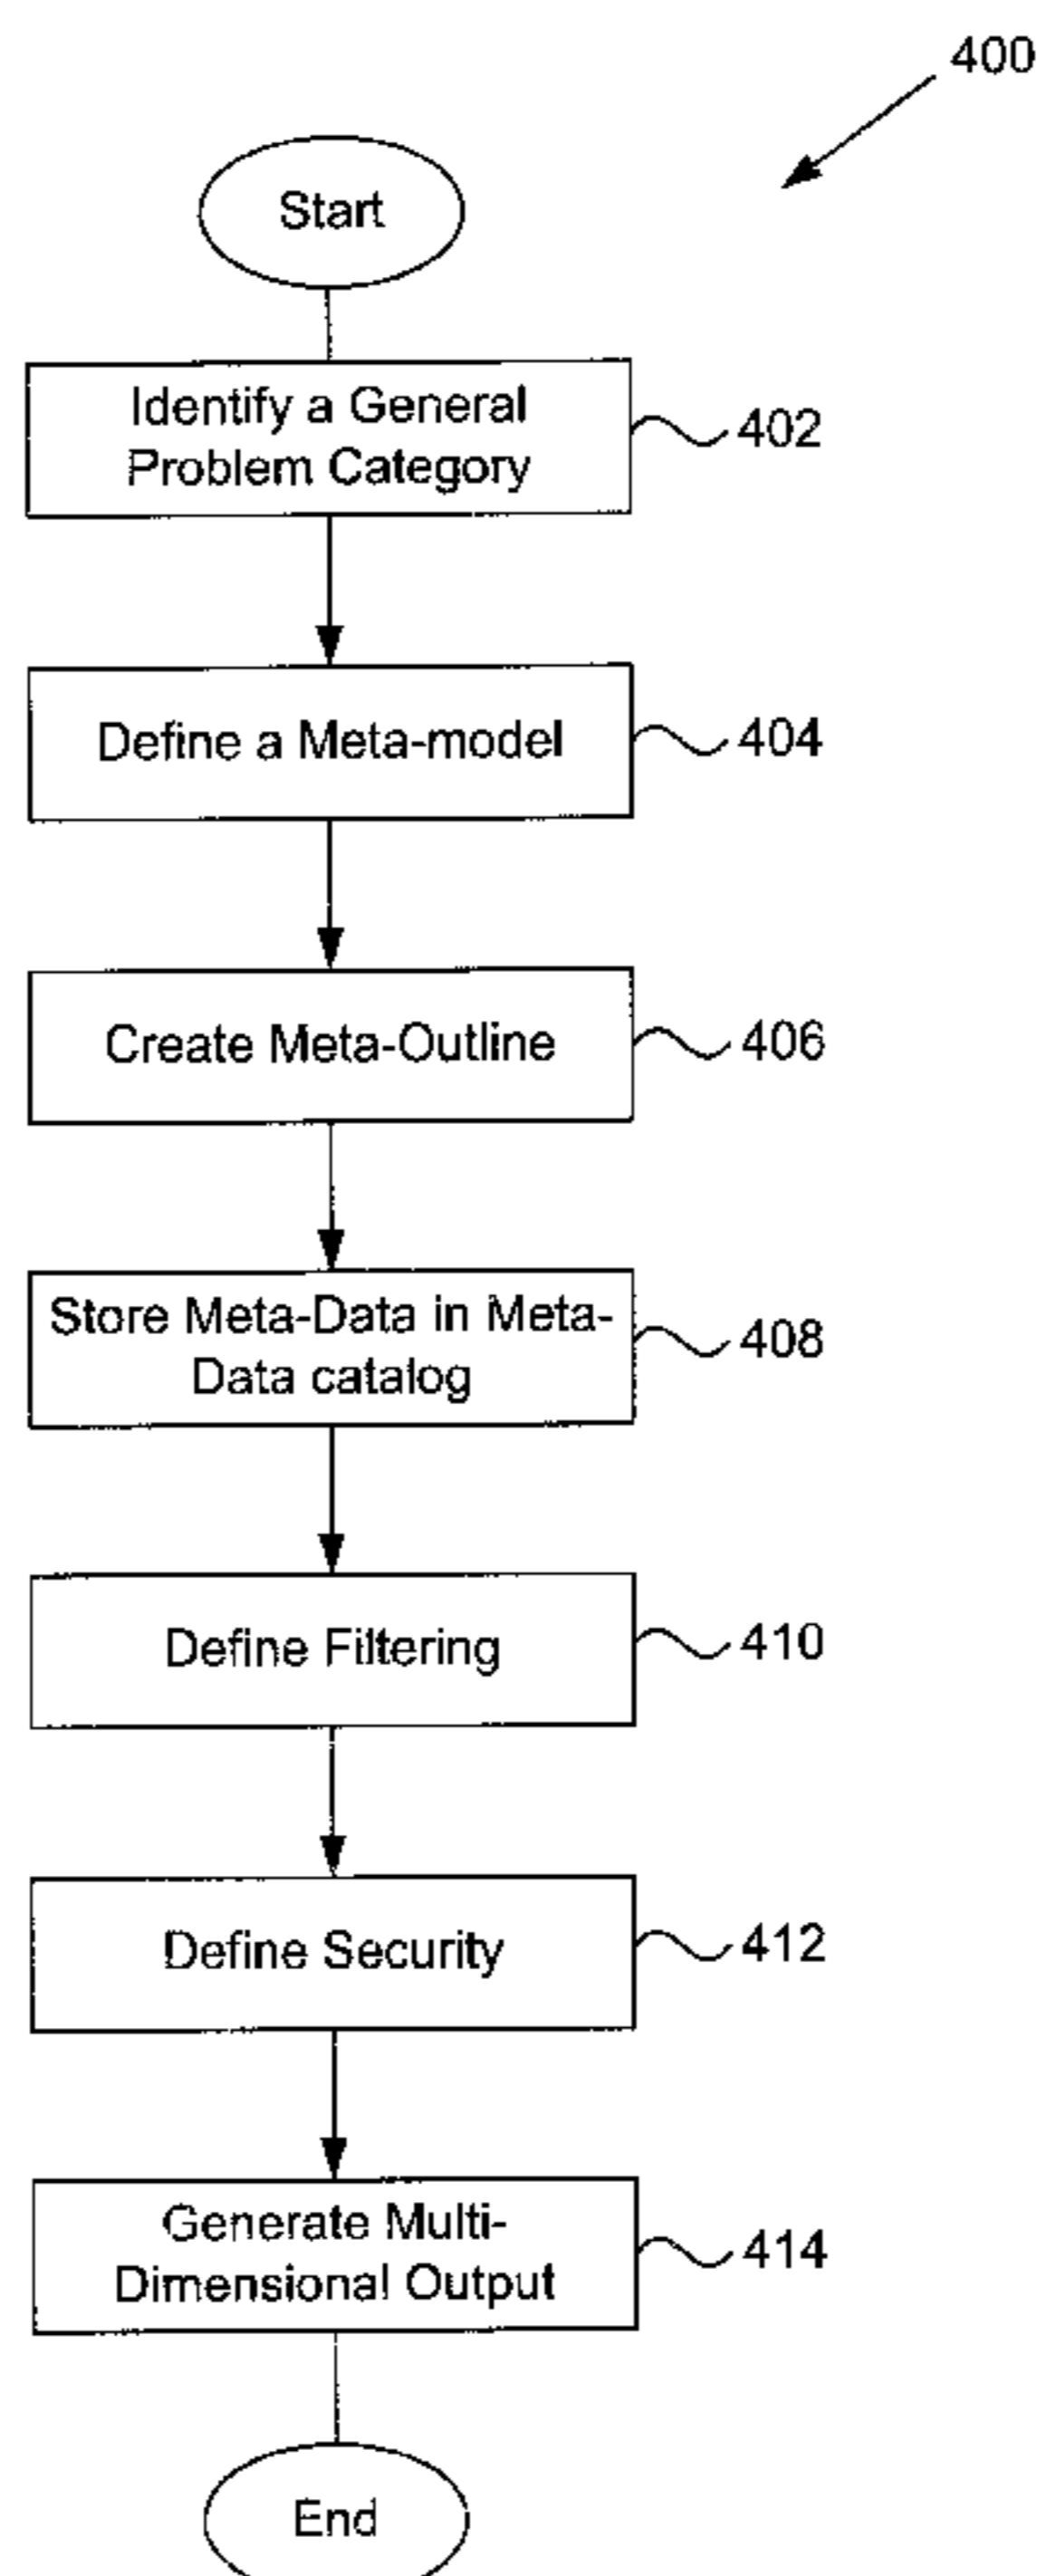 400
Start
Identify a General
Problem Category
402
Define a Meta-model
404
Create Meta-Outline
406
Store Meta-Data in Meta-
Data catalog
408
Define Filtering
410
Define Security
412
Generate Multi-
Dimensional Output
414
End